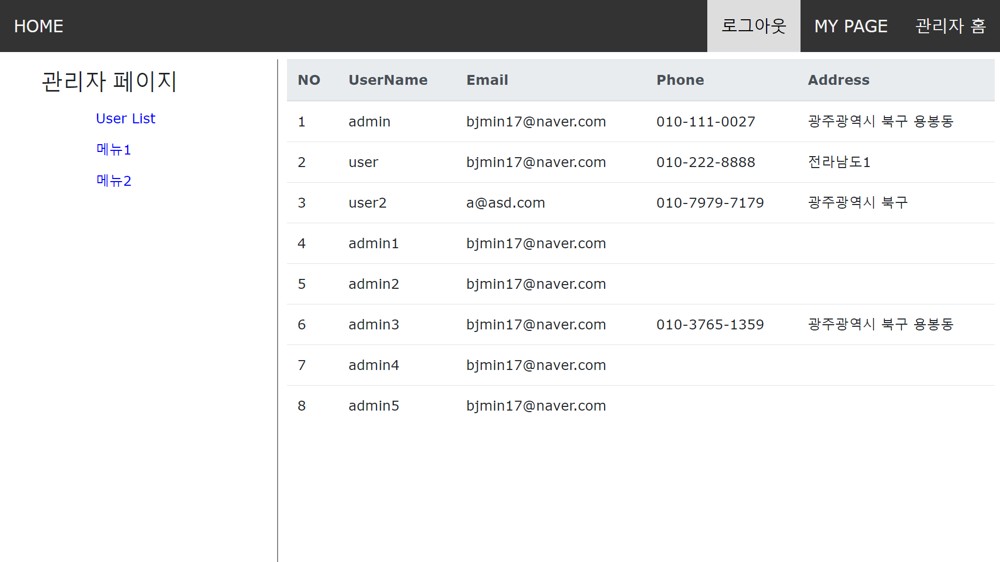 HOME 로그아웃 MY PAGE 관리자 홈
관리자 페이지
User List
메뉴1
메뉴2
NO UserName Email Phone Address
1 admin bjmin17@naver.com 010-111-0027 광주광역시 북구 용봉동
2 user bjmin17@naver.com 010-222-8888 전라남도1
3 user2 a@asd.com 010-7979-7179 광주광역시 북구
4 admin1 bjmin17@naver.com
5 admin2 bjmin17@naver.com
6 admin3 bjmin17@naver.com 010-3765-1359 광주광역시 북구 용봉동
7 admin4 bjmin17@naver.com
8 admin5 bjmin17@naver.com